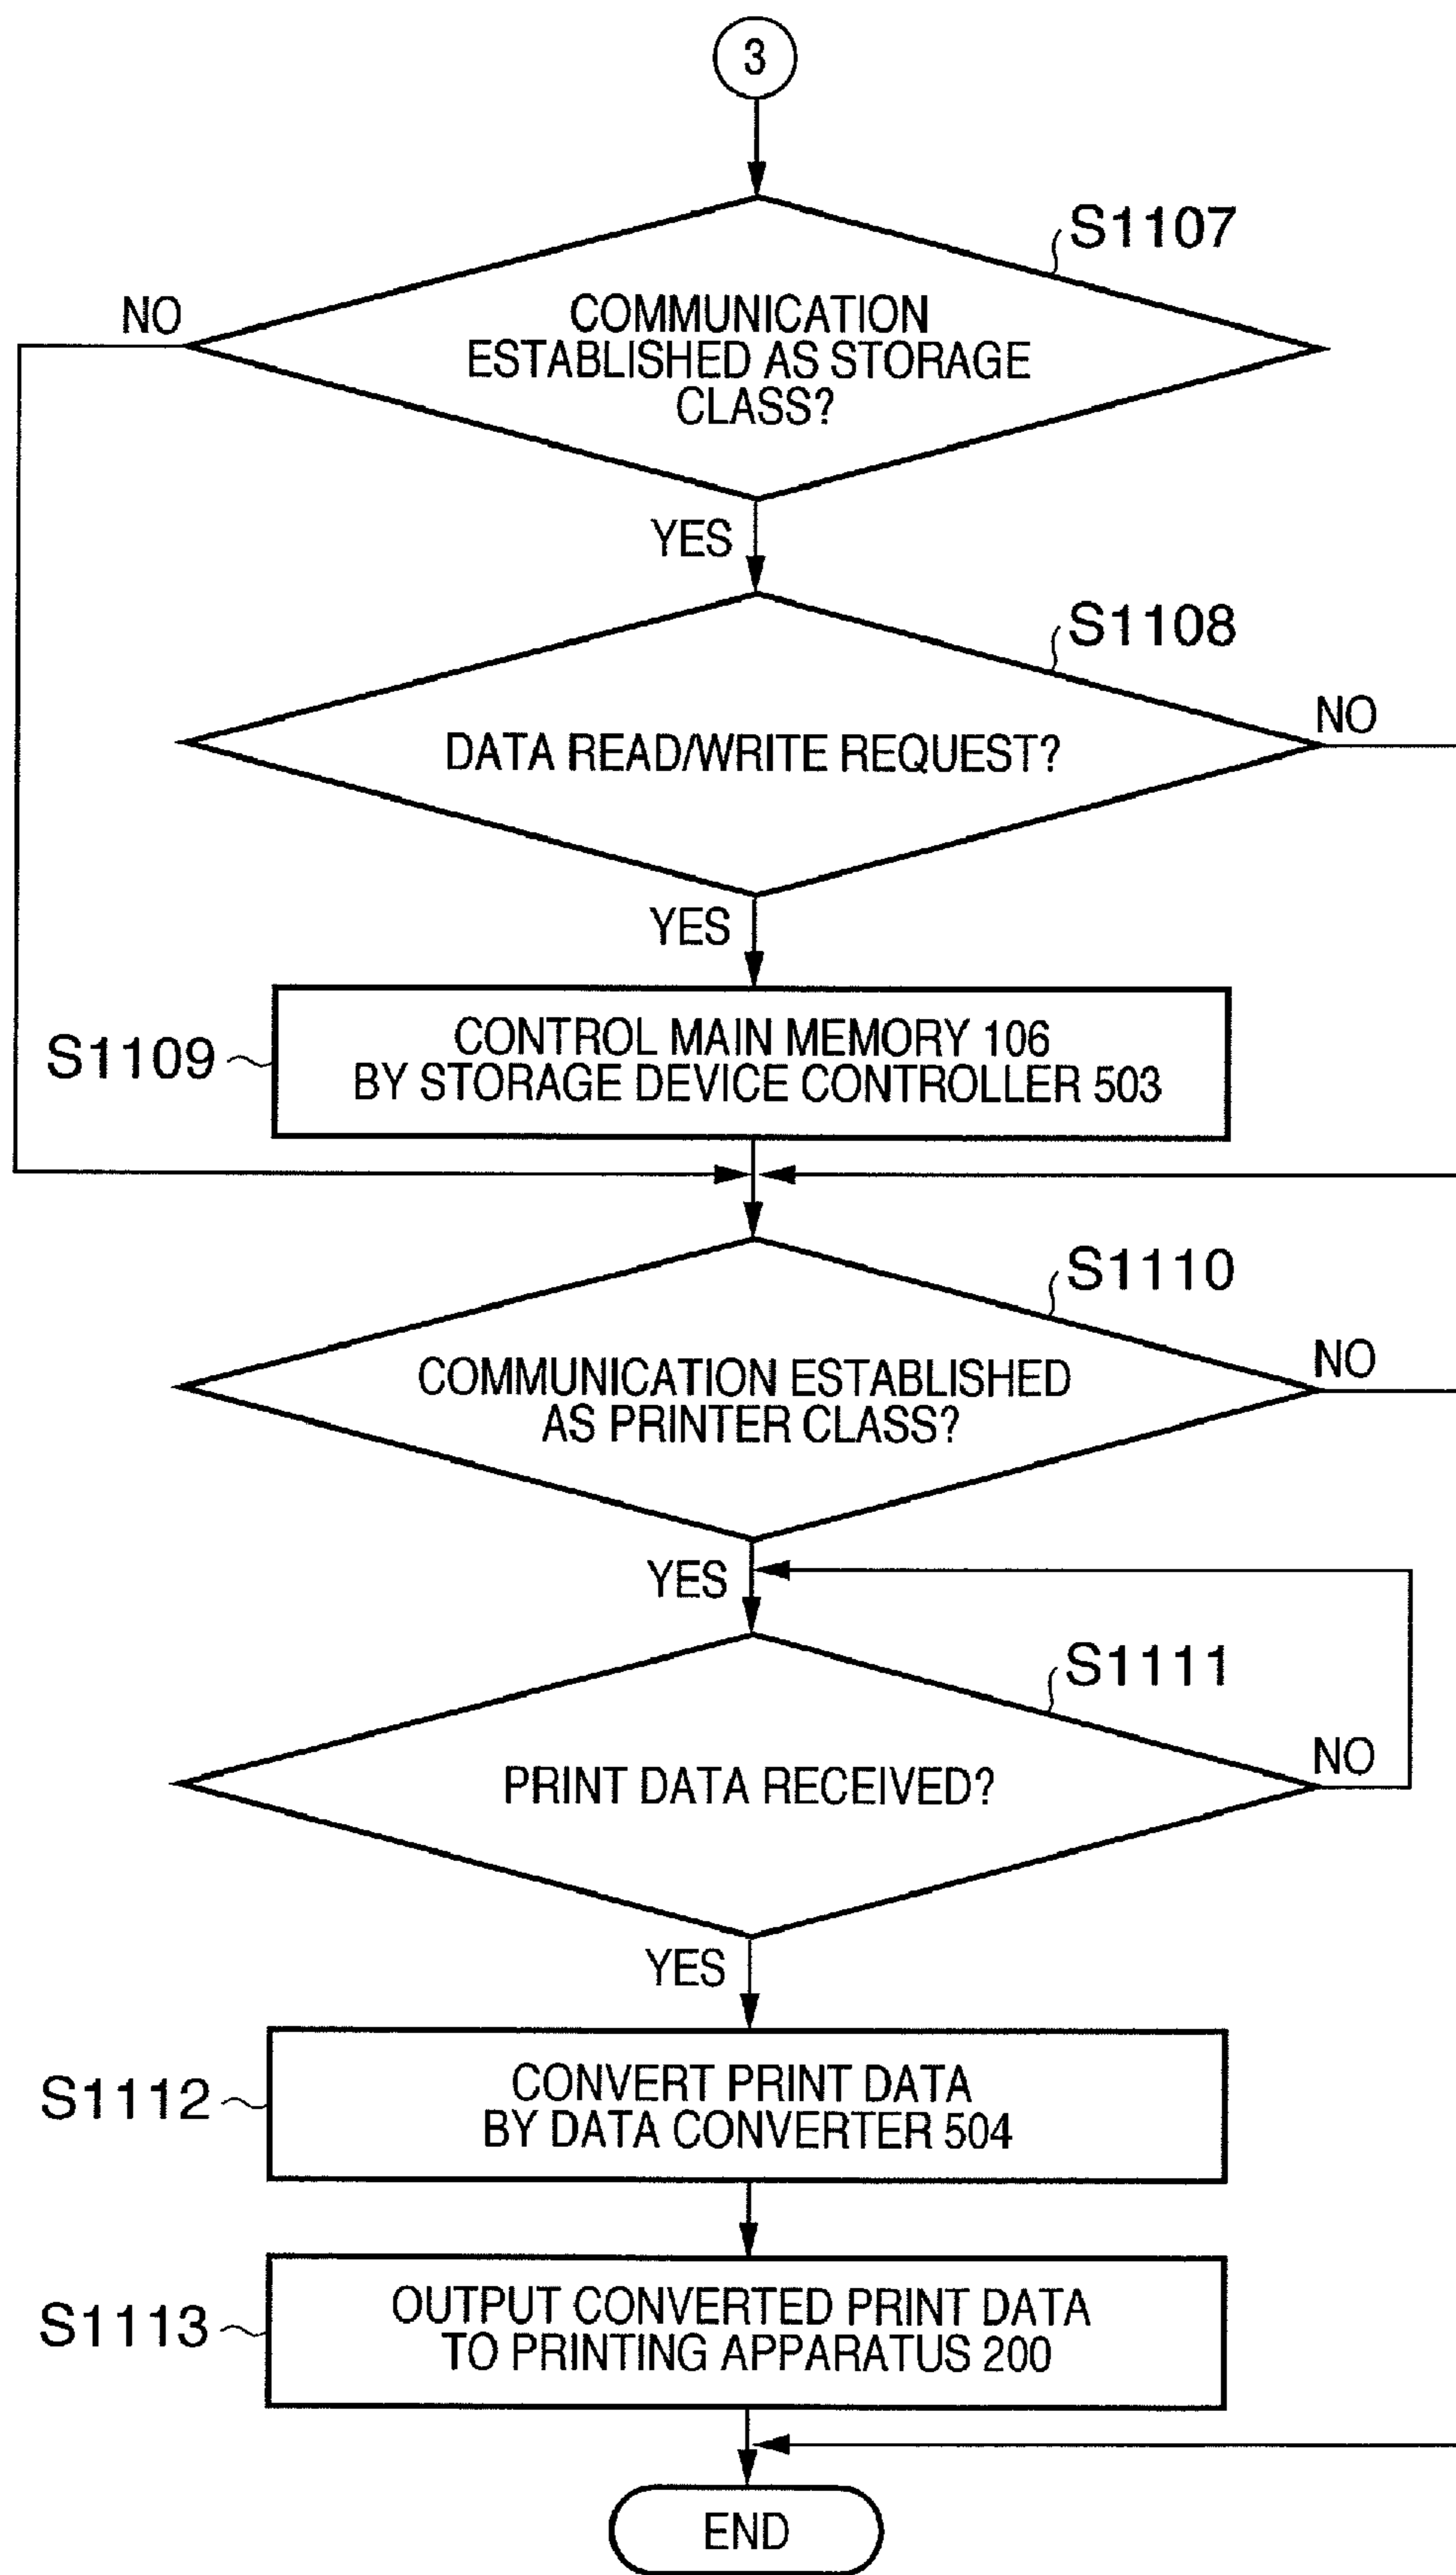 3
S1107
NO
COMMUNICATION
ESTABLISHED AS STORAGE
CLASS?
YES
S1108
NO
DATA READ/WRITE REQUEST?
YES
S1109
CONTROL MAIN MEMORY 106
BY STORAGE DEVICE CONTROLLER 503
S1110
NO
COMMUNICATION ESTABLISHED
AS PRINTER CLASS?
YES
S1111
NO
PRINT DATA RECEIVED?
YES
S1112
CONVERT PRINT DATA
BY DATA CONVERTER 504
S1113
OUTPUT CONVERTED PRINT DATA
TO PRINTING APPARATUS 200
END